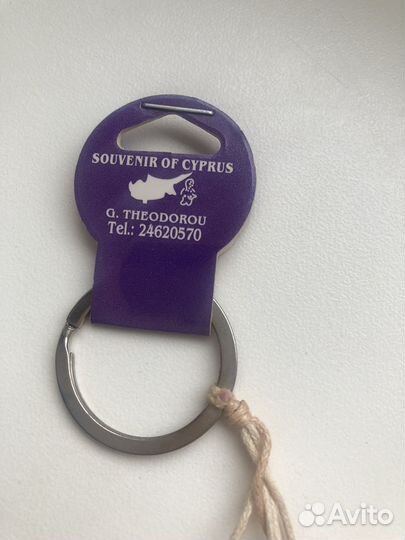 SOUVENIR OF CYPRUS
G. THEODOROU
Tel.: 24620570
Avito